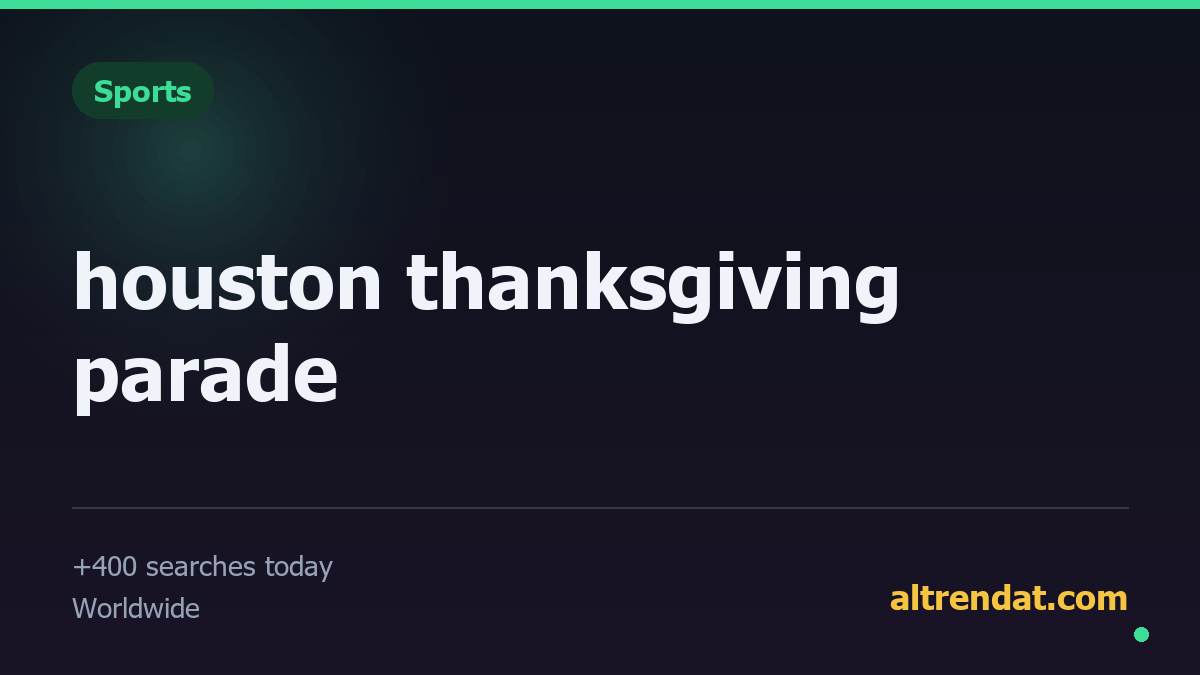 Sports
houston thanksgiving
parade
+400 searches today
Worldwide
altrendat.com